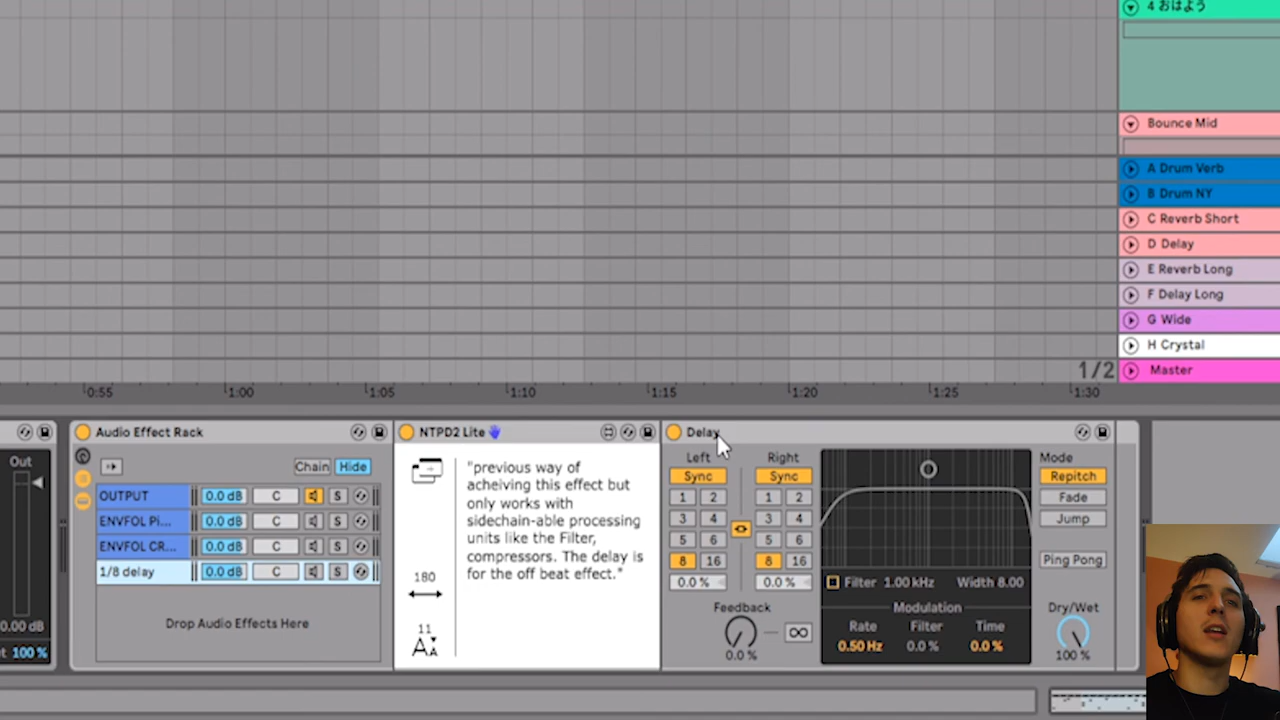 4 おはよう
Bounce Mid
A Drum Verb
B Drum NY
C Reverb Short
D Delay
E Reverb Long
F Delay Long
G Wide
H Crystal
1/2 Master
0:55 1:00 1:05 1:10 1:15 1:20 1:25 1:30
Out
0.00 dB
100 %
Audio Effect Rack
Chain Hide
OUTPUT 0.0 dB C S
ENVFOL Pi... 0.0 dB C S
ENVFOL CR... 0.0 dB C S
1/8 delay 0.0 dB C S
Drop Audio Effects Here
NTPD2 Lite
180
11
"previous way of
acheiving this effect but
only works with
sidechain-able processing
units like the Filter,
compressors. The delay is
for the off beat effect."
Delay
Left Right
Sync Sync
1 2 1 2
3 4 3 4
5 6 5 6
8 16 8 16
0.0 % 0.0 %
Feedback
0.0 %
Filter 1.00 kHz Width 8.00
Modulation
Rate Filter Time
0.50 Hz 0.0 % 0.0 %
Mode
Repitch
Fade
Jump
Ping Pong
Dry/Wet
100 %